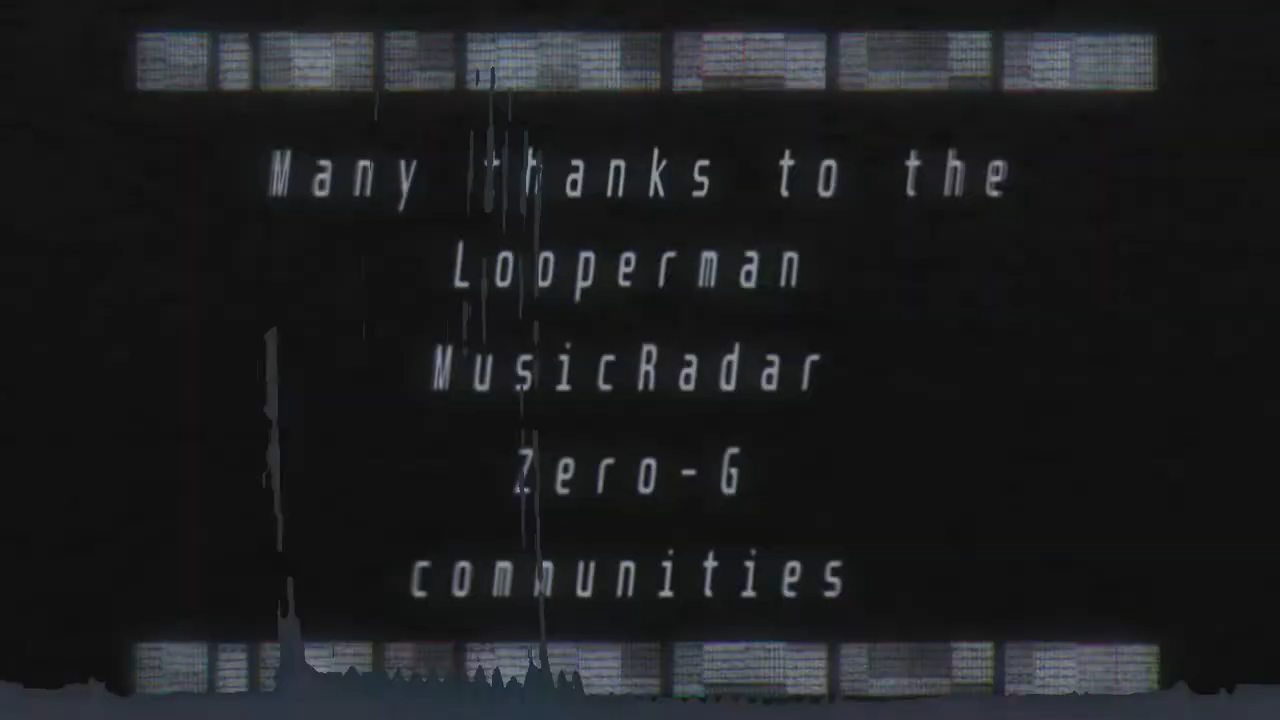 Many thanks to the
Looperman
MusicRadar
Zero-G
communities